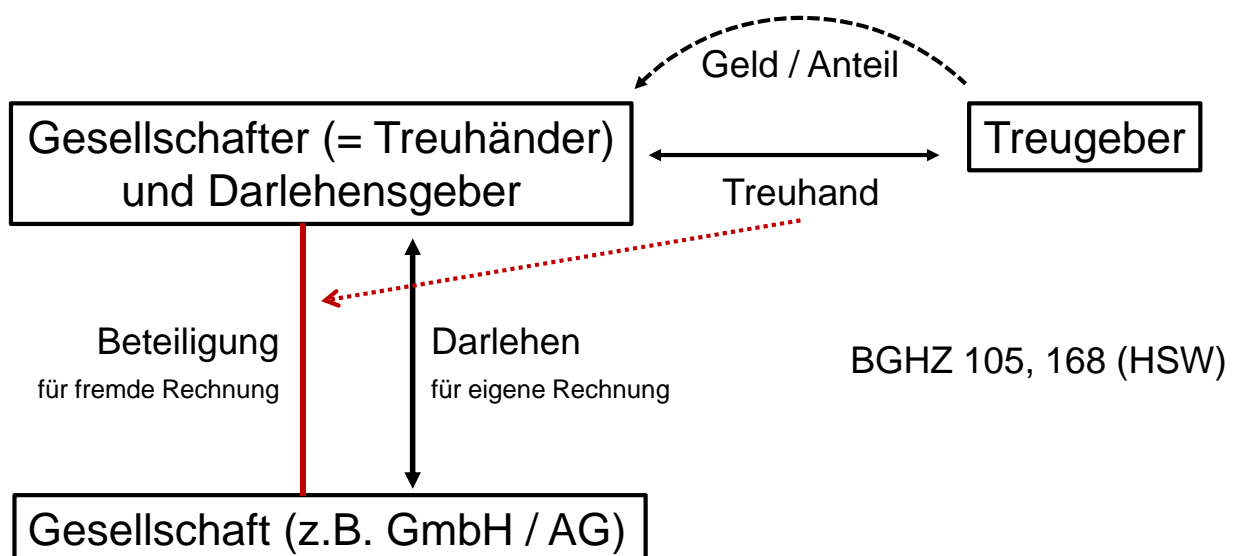 Geld / Anteil
Gesellschafter (= Treuhänder)
und Darlehensgeber
Treugeber
Treuhand
Beteiligung
für fremde Rechnung
Darlehen
für eigene Rechnung
BGHZ 105, 168 (HSW)
Gesellschaft (z.B. GmbH / AG)